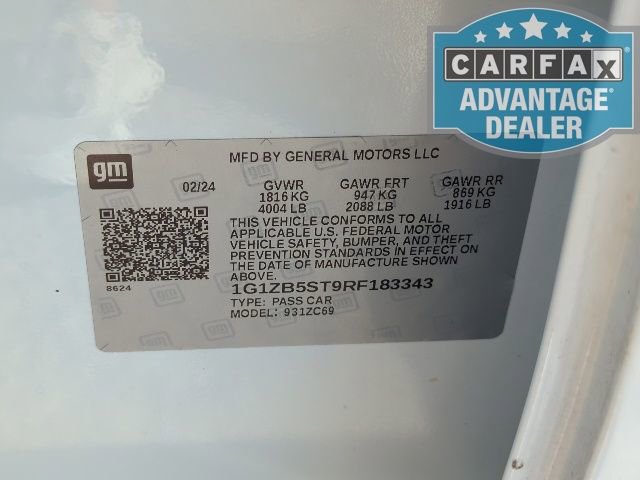 CARFAX
ADVANTAGE
DEALER
gm
MFD BY GENERAL MOTORS LLC
02/24 GVWR GAWR FRT GAWR RR
1816 KG 947 KG 869 KG
4004 LB 2088 LB 1916 LB
THIS VEHICLE CONFORMS TO ALL
APPLICABLE U.S. FEDERAL MOTOR
VEHICLE SAFETY, BUMPER, AND THEFT
PREVENTION STANDARDS IN EFFECT ON
THE DATE OF MANUFACTURE SHOWN
ABOVE.
8624
1G1ZB5ST9RF183343
TYPE: PASS CAR
MODEL: 931ZC69